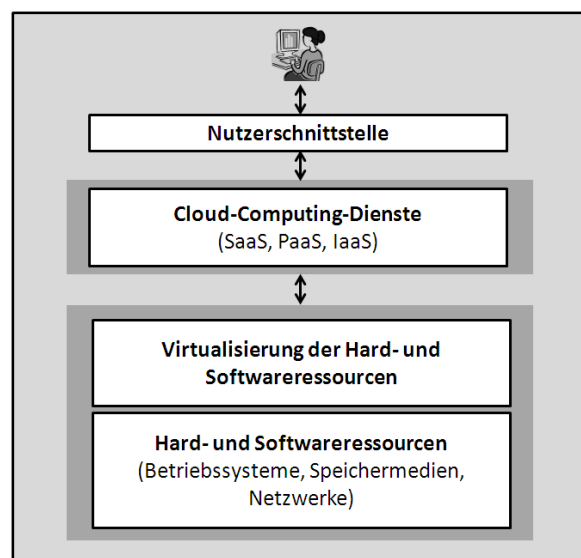 Nutzerschnittstelle
Cloud-Computing-Dienste
(SaaS, PaaS, IaaS)
Virtualisierung der Hard- und
Softwareressourcen
Hard- und Softwareressourcen
(Betriebssysteme, Speichermedien,
Netzwerke)